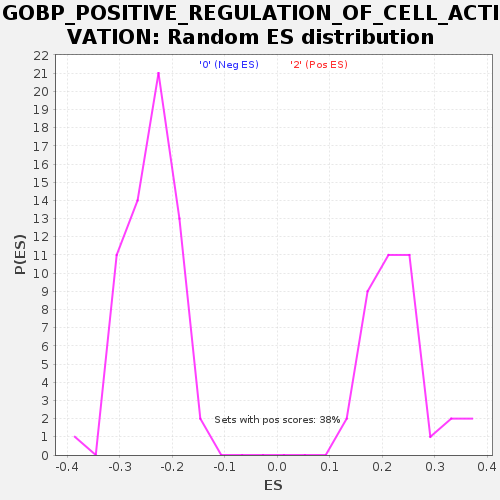 GOBP_POSITIVE_REGULATION_OF_CELL_ACTI
VATION: Random ES distribution
'0' (Neg ES)
'2' (Pos ES)
22
21
20
19
18
17
16
15
14
13
12
11
10
9
8
7
6
5
4
3
2
1
0
P(ES)
Sets with pos scores: 38%
-0.4 -0.3 -0.2 -0.1 0.0 0.1 0.2 0.3 0.4
ES